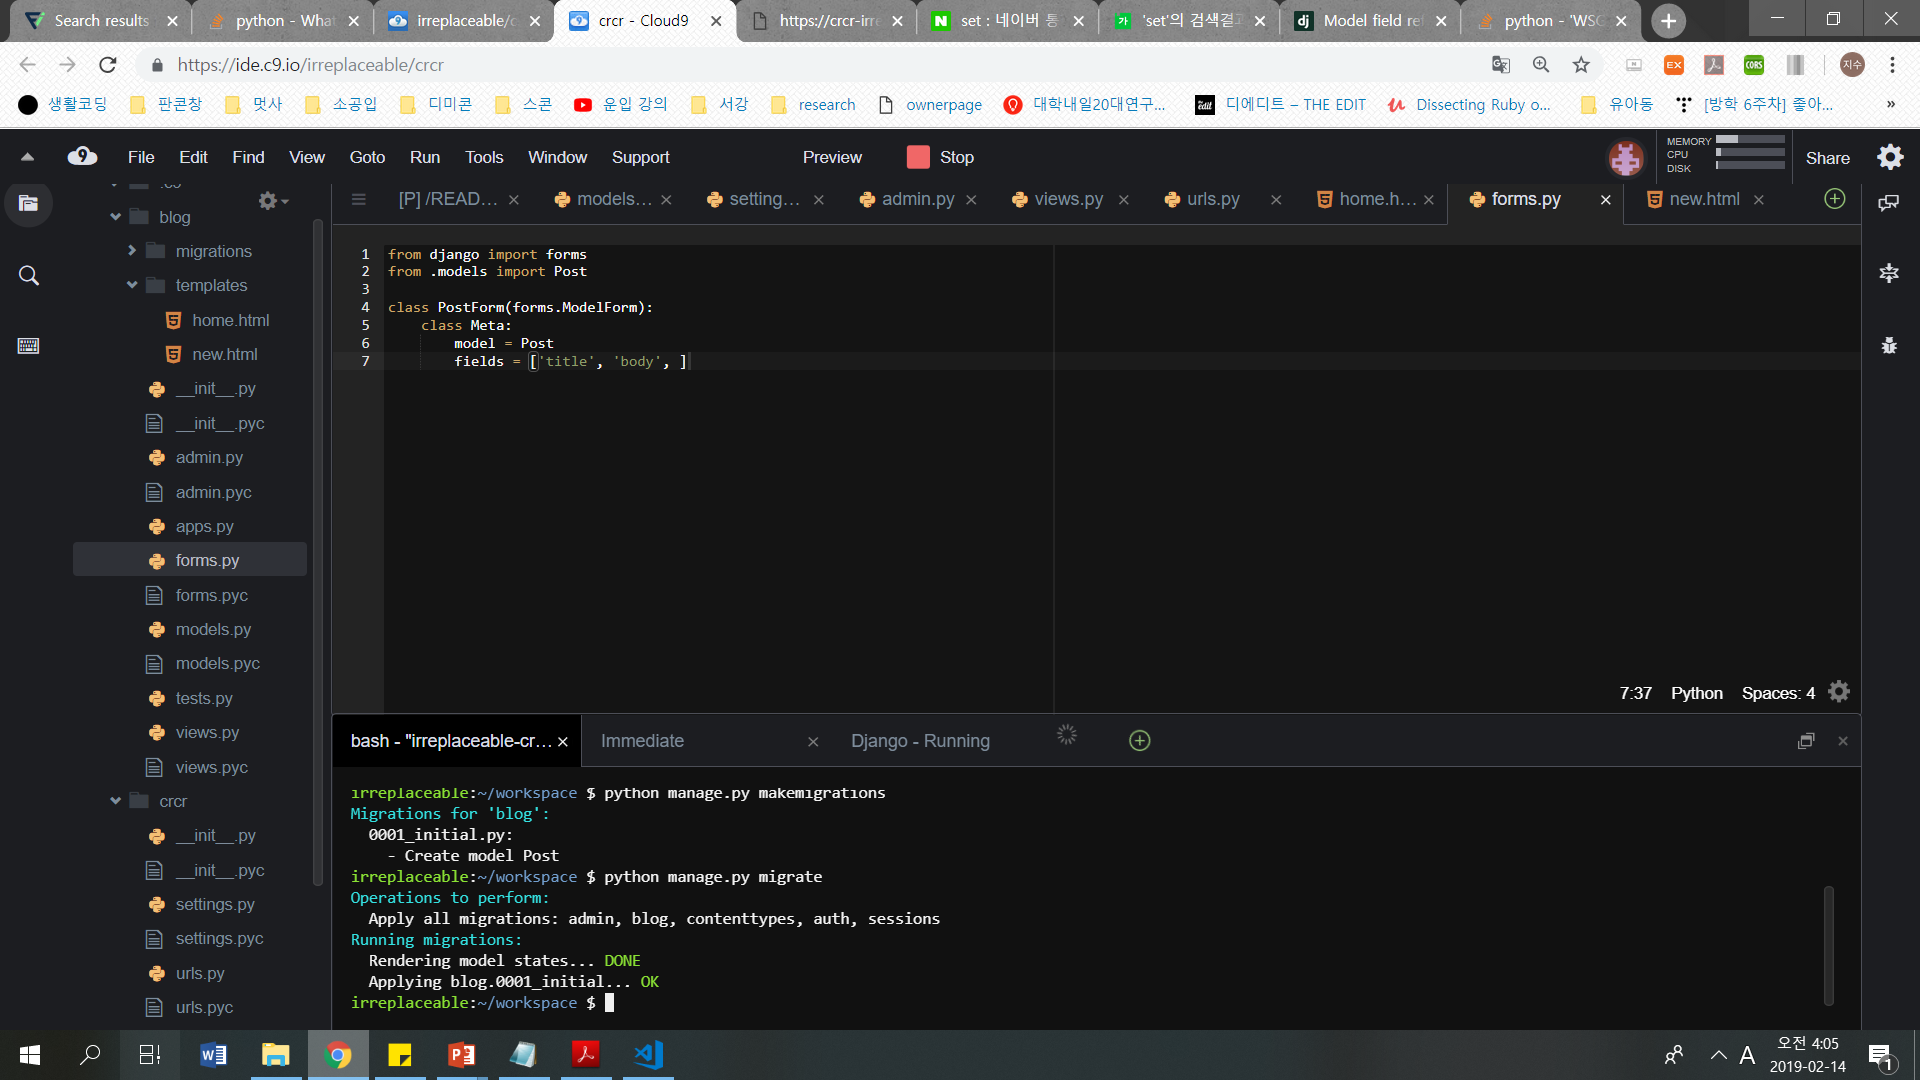 Search results
python - Wha
irreplaceable/c
crcr - Cloud9
https://crcr-irre
set : 네이버 통
'set'의 검색결과
Model field ref
python - 'WSG
https://ide.c9.io/irreplaceable/crcr
지수
생활코딩
판콘창
멋사
소공입
디미콘
스콘
운입 강의
서강
research
ownerpage
대학내일20대연구...
디에디트 – THE EDIT
Dissecting Ruby o...
유아동
[방학 6주차] 좋아...
»
File Edit Find View Goto Run Tools Window Support Preview Stop
MEMORY
CPU
DISK
Share
[P] /READ...
models...
setting...
admin.py
views.py
urls.py
home.h...
forms.py
new.html
blog
migrations
templates
home.html
new.html
__init__.py
__init__.pyc
admin.py
admin.pyc
apps.py
forms.py
forms.pyc
models.py
models.pyc
tests.py
views.py
views.pyc
crcr
__init__.py
__init__.pyc
settings.py
settings.pyc
urls.py
urls.pyc
1 from django import forms
2 from .models import Post
3
4 class PostForm(forms.ModelForm):
5 class Meta:
6 model = Post
7 fields = ['title', 'body', ]
7:37 Python Spaces: 4
bash - "irreplaceable-cr...
Immediate
Django - Running
irreplaceable:~/workspace $ python manage.py makemigrations
Migrations for 'blog':
0001_initial.py:
- Create model Post
irreplaceable:~/workspace $ python manage.py migrate
Operations to perform:
Apply all migrations: admin, blog, contenttypes, auth, sessions
Running migrations:
Rendering model states... DONE
Applying blog.0001_initial... OK
irreplaceable:~/workspace $
A
오전 4:05
2019-02-14
1